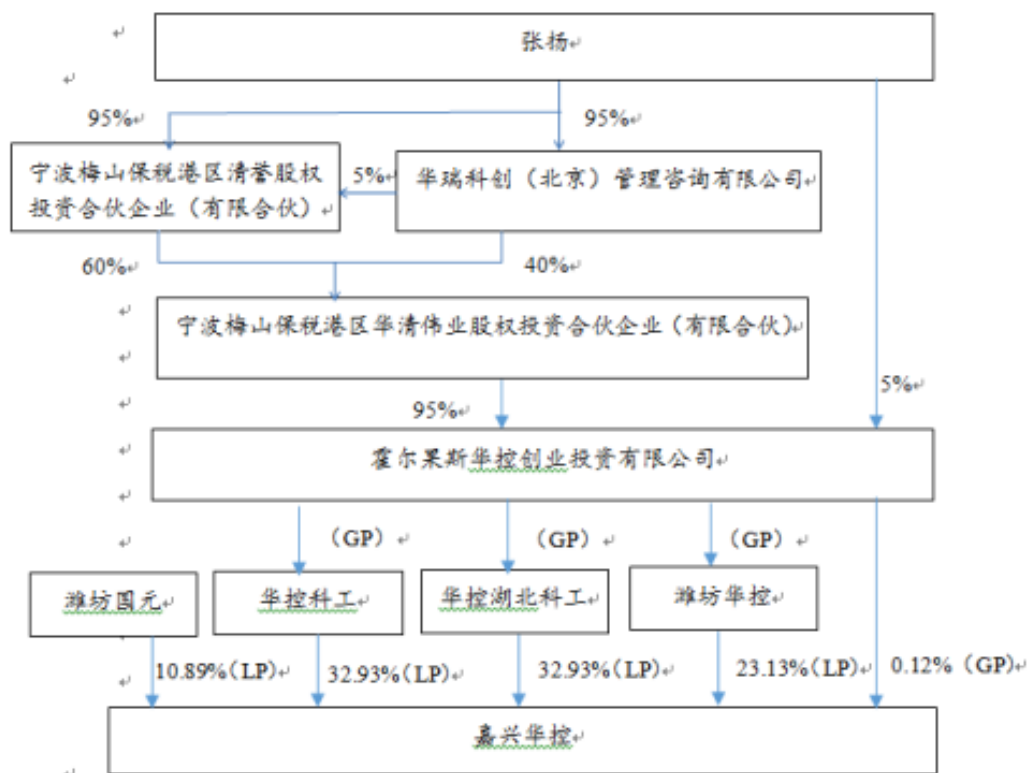 张扬
95%
95%
宁波梅山保税港区清誉股权
投资合伙企业（有限合伙）
5%
华瑞科创（北京）管理咨询有限公司
60%
40%
宁波梅山保税港区华清伟业股权投资合伙企业（有限合伙）
95%
5%
霍尔果斯华控创业投资有限公司
（GP）
（GP）
（GP）
潍坊国元
华控科工
华控湖北科工
潍坊华控
10.89%(LP)
32.93%(LP)
32.93%(LP)
23.13%(LP)
0.12%（GP）
嘉兴华控